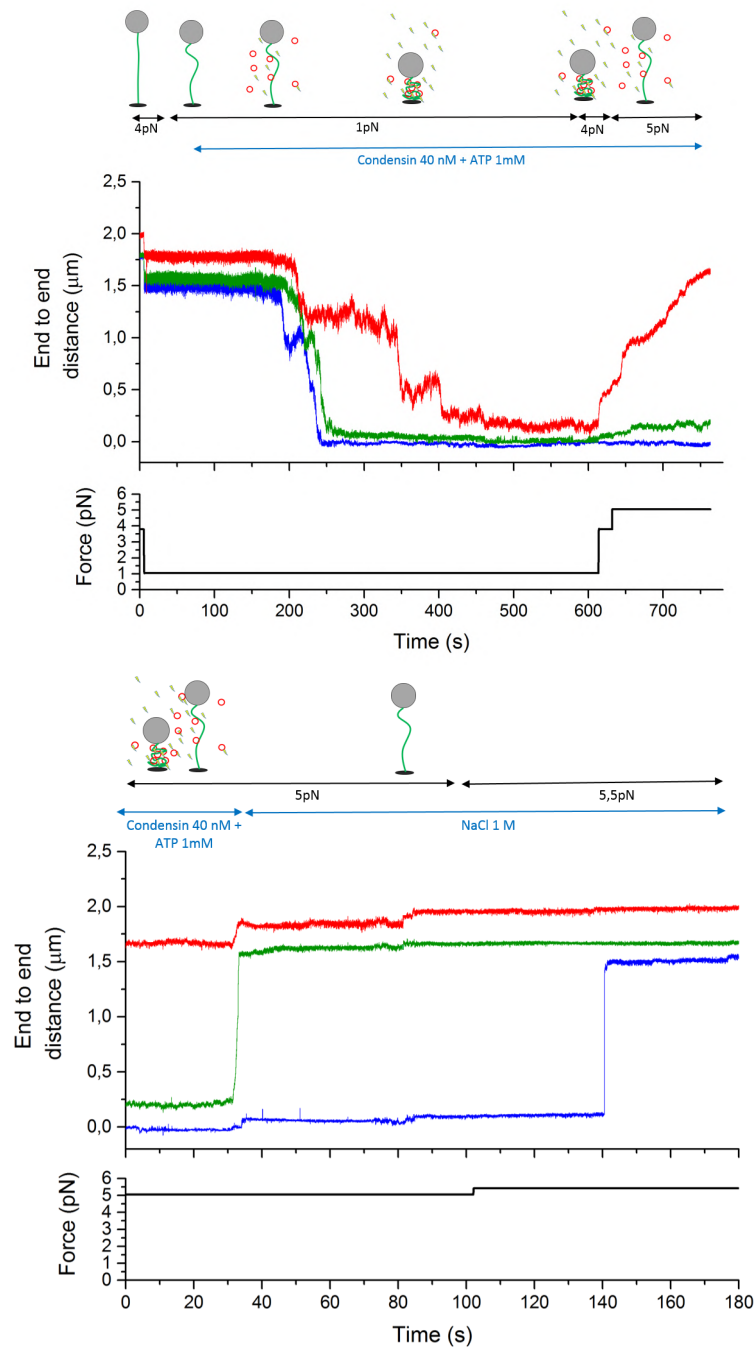 4pN
1pN
4pN
5pN
Condensin 40 nM + ATP 1mM
2,5
2,0
1,5
1,0
0,5
0,0
End to end
distance (µm)
6
5
4
3
2
1
0
Force (pN)
0 100 200 300 400 500 600 700
Time (s)
5pN
5,5pN
Condensin 40 nM +
ATP 1mM
NaCl 1 M
2,5
2,0
1,5
1,0
0,5
0,0
End to end
distance (µm)
6
5
4
3
2
1
0
Force (pN)
0 20 40 60 80 100 120 140 160 180
Time (s)